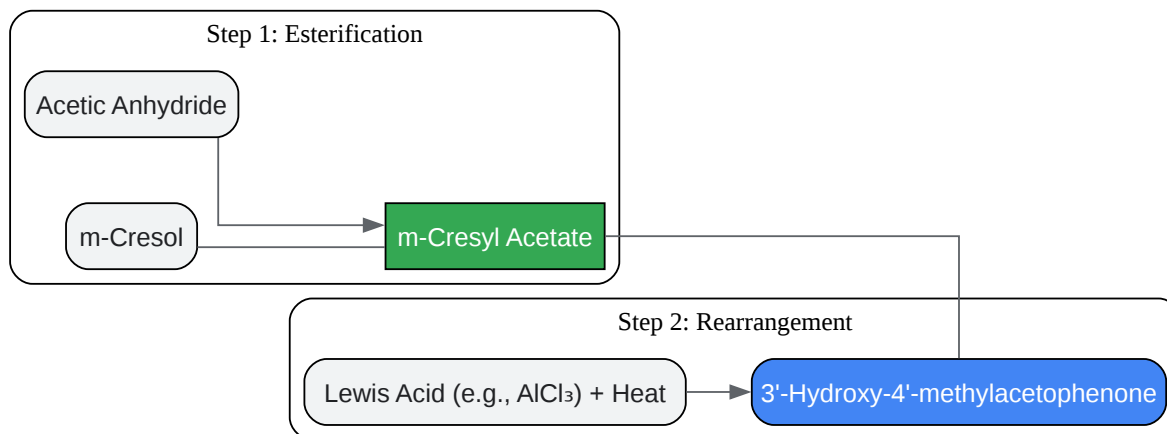 Step 1: Esterification
Acetic Anhydride
m-Cresol
m-Cresyl Acetate
Step 2: Rearrangement
Lewis Acid (e.g., AlCl₃) + Heat
3'-Hydroxy-4'-methylacetophenone